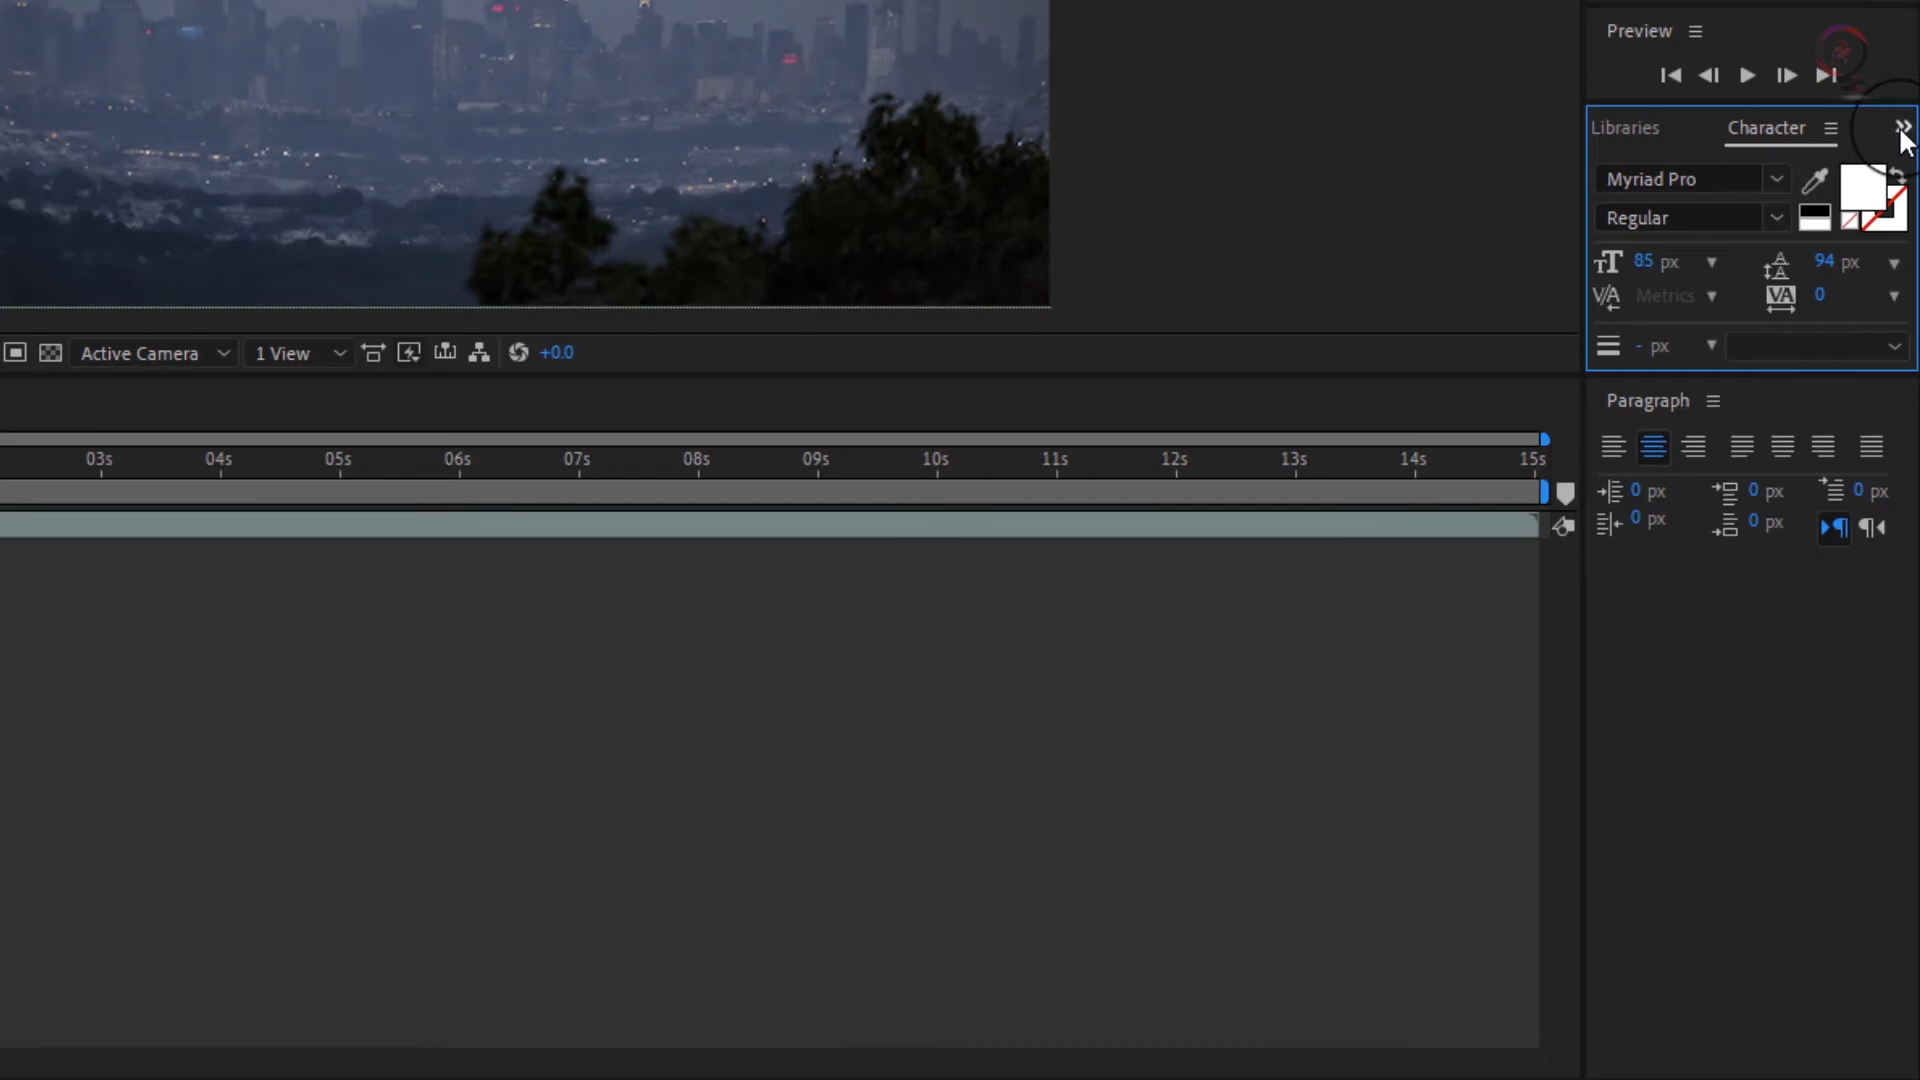 Preview
Libraries
Character
Myriad Pro
Regular
85 px
94 px
Metrics
0
- px
Active Camera
1 View
+0.0
Paragraph
03s 04s 05s 06s 07s 08s 09s 10s 11s 12s 13s 14s 15s
0 px 0 px 0 px
0 px 0 px